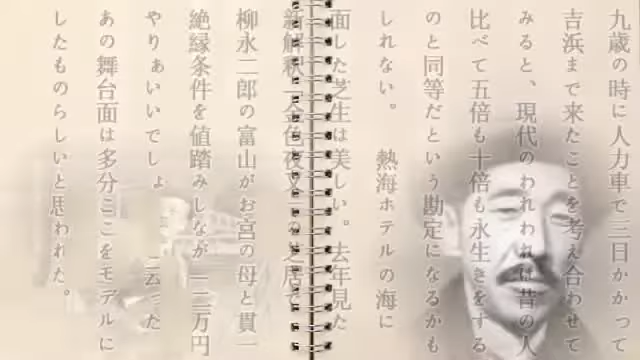 九歳の時に人力車で三日かかって
吉浜まで来たことを考え合わせて
みると、現代のわれわれは昔の人
比べて五倍も十倍も永生きをする
のと同等だという勘定になるかも
しれない。　熱海ホテルの海に
面した芝生は美しい。去年見た
新解釈「金色夜叉」の芝居で
柳永二郎の富山がお宮の母と貫一
絶縁条件を値踏みしなが 万円
やりぁいいでしょ 云った
あの舞台面は多分ここをモデルに
したものらしいと思われた。